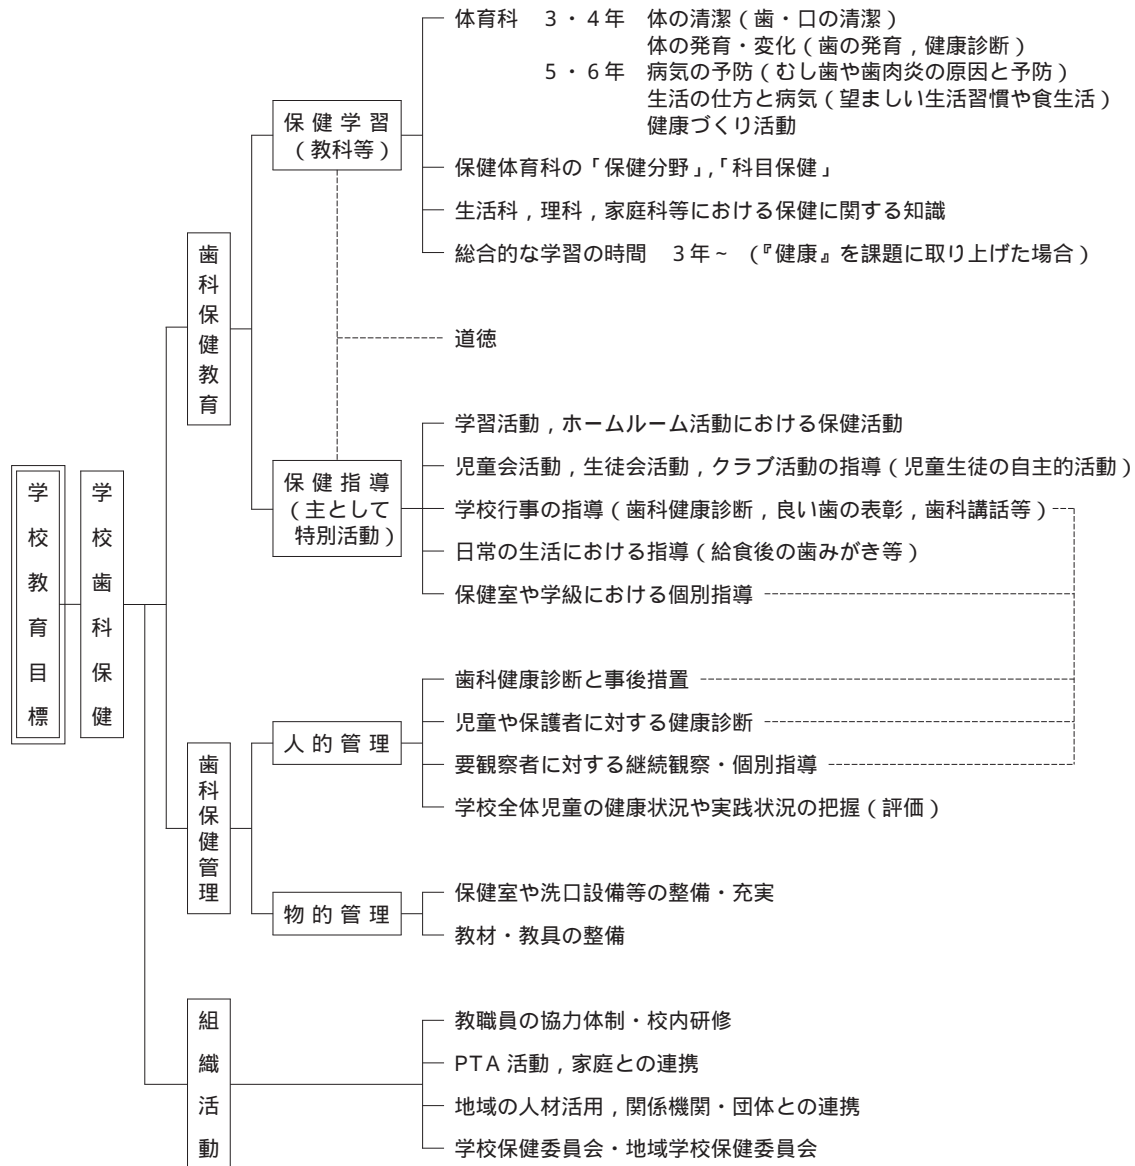 学校教育目標
学校歯科保健
歯科保健教育
保健学習
（教科等）
体育科　３・４年　体の清潔（歯・口の清潔）
体の発育・変化（歯の発育，健康診断）
５・６年　病気の予防（むし歯や歯肉炎の原因と予防）
生活の仕方と病気（望ましい生活習慣や食生活）
健康づくり活動
保健体育科の「保健分野」，「科目保健」
生活科，理科，家庭科等における保健に関する知識
総合的な学習の時間　３年～　（『健康』を課題に取り上げた場合）
道徳
保健指導
（主として
特別活動）
学習活動，ホームルーム活動における保健活動
児童会活動，生徒会活動，クラブ活動の指導（児童生徒の自主的活動）
学校行事の指導（歯科健康診断，良い歯の表彰，歯科講話等）
日常の生活における指導（給食後の歯みがき等）
保健室や学級における個別指導
歯科保健管理
人的管理
歯科健康診断と事後措置
児童や保護者に対する健康診断
要観察者に対する継続観察・個別指導
学校全体児童の健康状況や実践状況の把握（評価）
物的管理
保健室や洗口設備等の整備・充実
教材・教具の整備
組織活動
教職員の協力体制・校内研修
PTA 活動，家庭との連携
地域の人材活用，関係機関・団体との連携
学校保健委員会・地域学校保健委員会